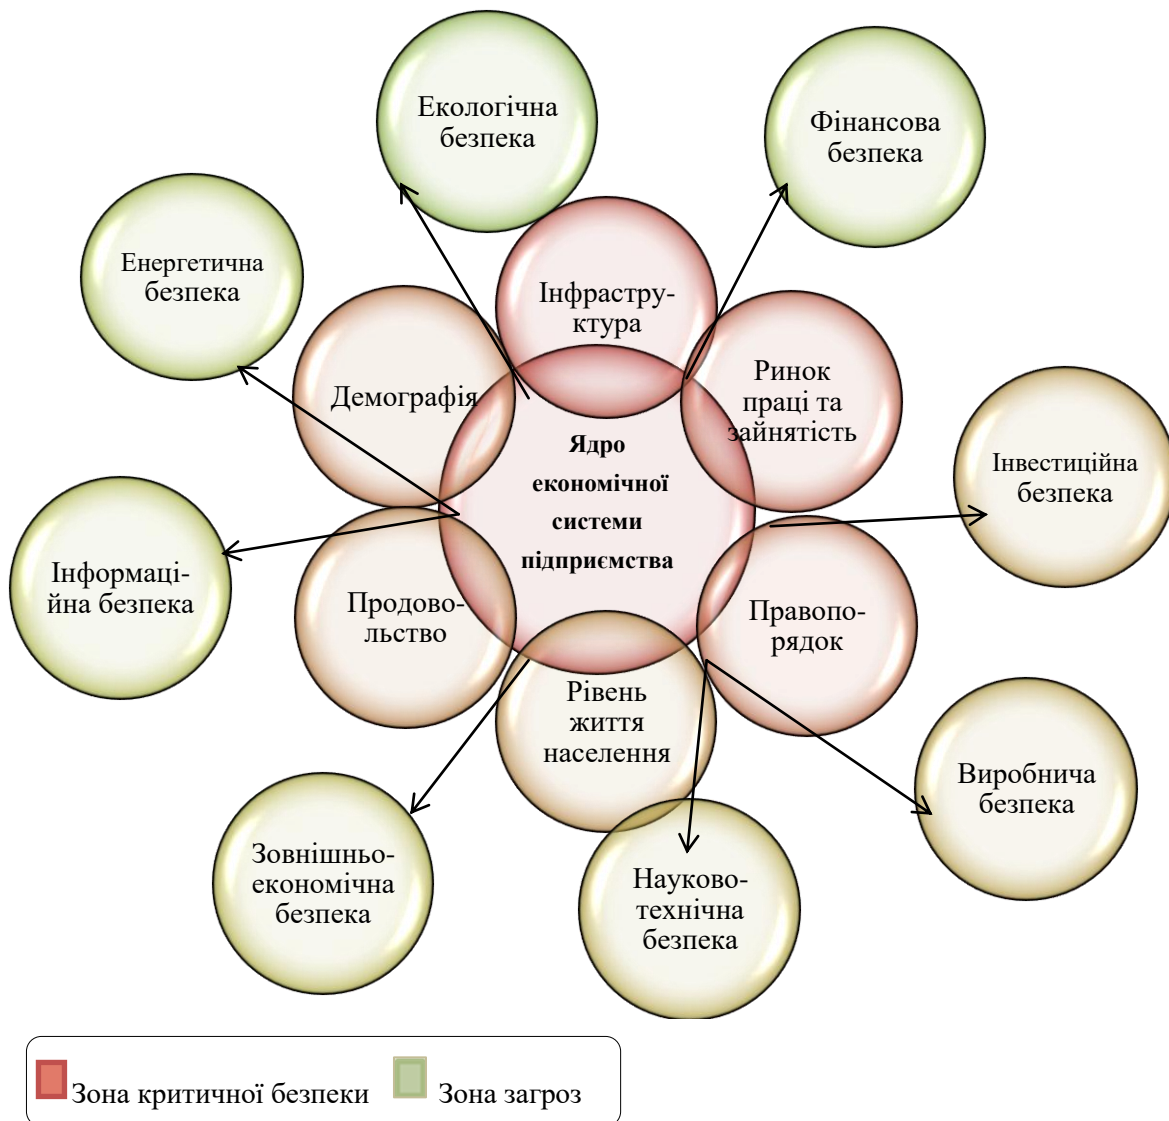 Екологічна
безпека
Фінансова
безпека
Енергетична
безпека
Інфрастру-
ктура
Демографія
Ринок
праці та
зайнятість
Ядро
економічної
системи
підприємства
Інвестиційна
безпека
Інформаці-
йна безпека
Продово-
льство
Правопо-
рядок
Рівень
життя
населення
Виробнича
безпека
Зовнішньо-
економічна
безпека
Науково-
технічна
безпека
Зона критичної безпеки
Зона загроз